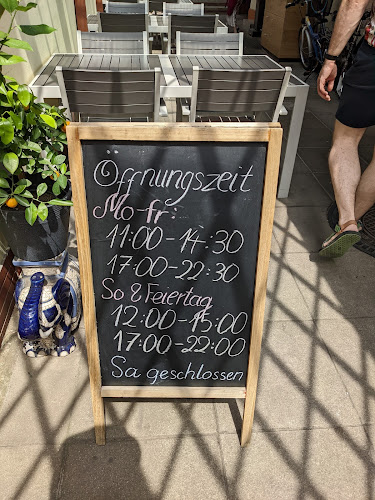 Öffnungszeit
Mo-fr:
11:00-14:30
17:00-22:30
So & Feiertag
12:00-15:00
17:00-22:00
Sa geschlossen